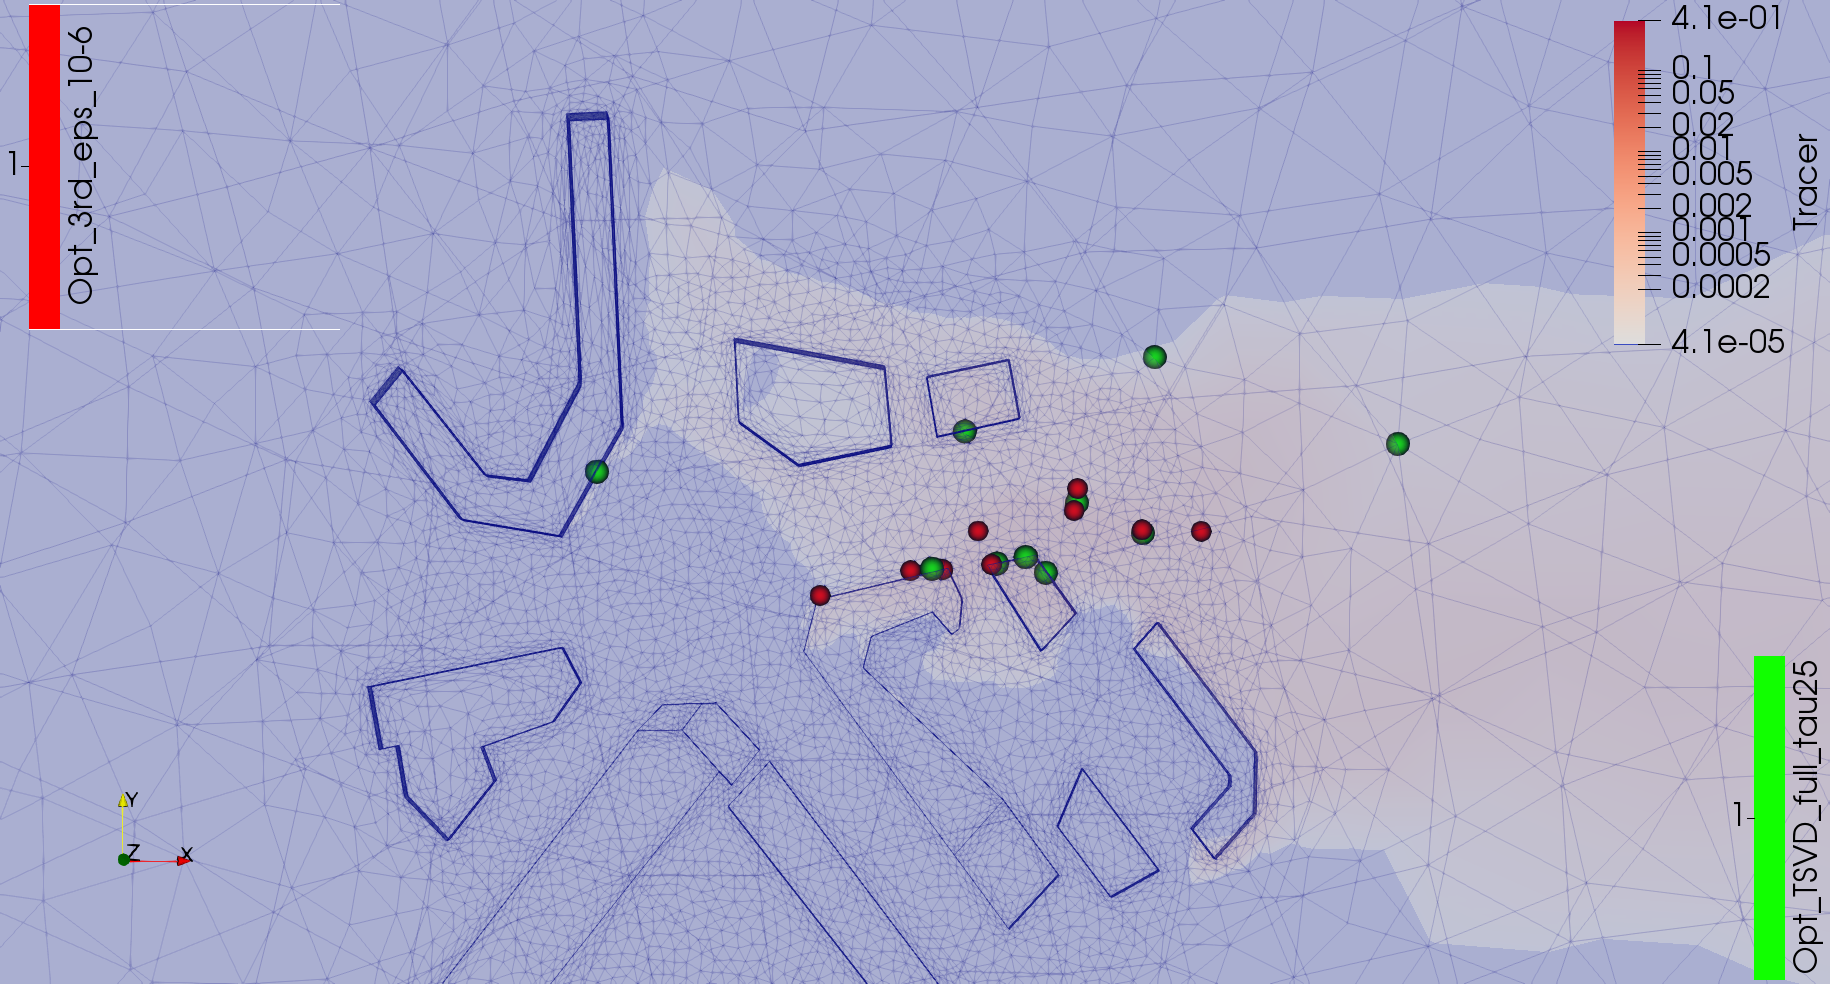 Opt_3rd_eps_10-6
1
4.1e-01
0.1
0.05
0.02
0.01
0.005
0.002
0.001
0.0005
0.0002
4.1e-05
Tracer
Opt_TSVD_full_tau25
1
Y
Z
X